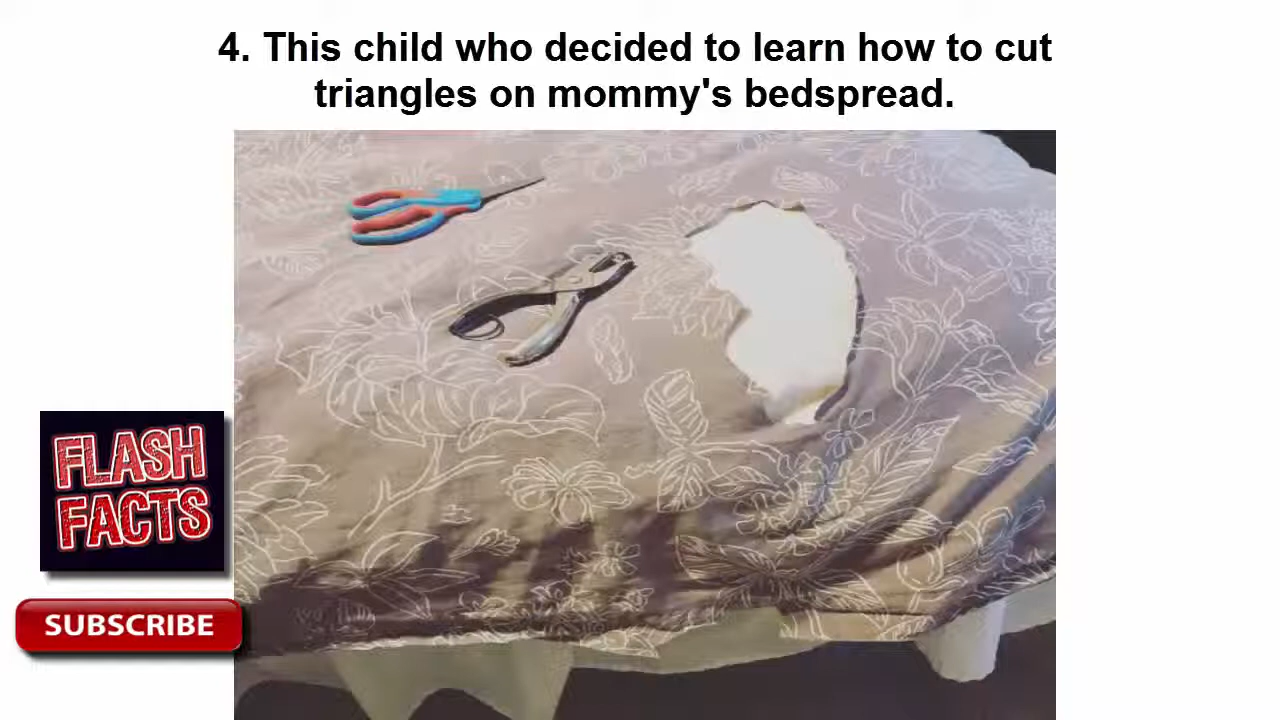 4. This child who decided to learn how to cut
triangles on mommy's bedspread.
FLASH
FACTS
SUBSCRIBE